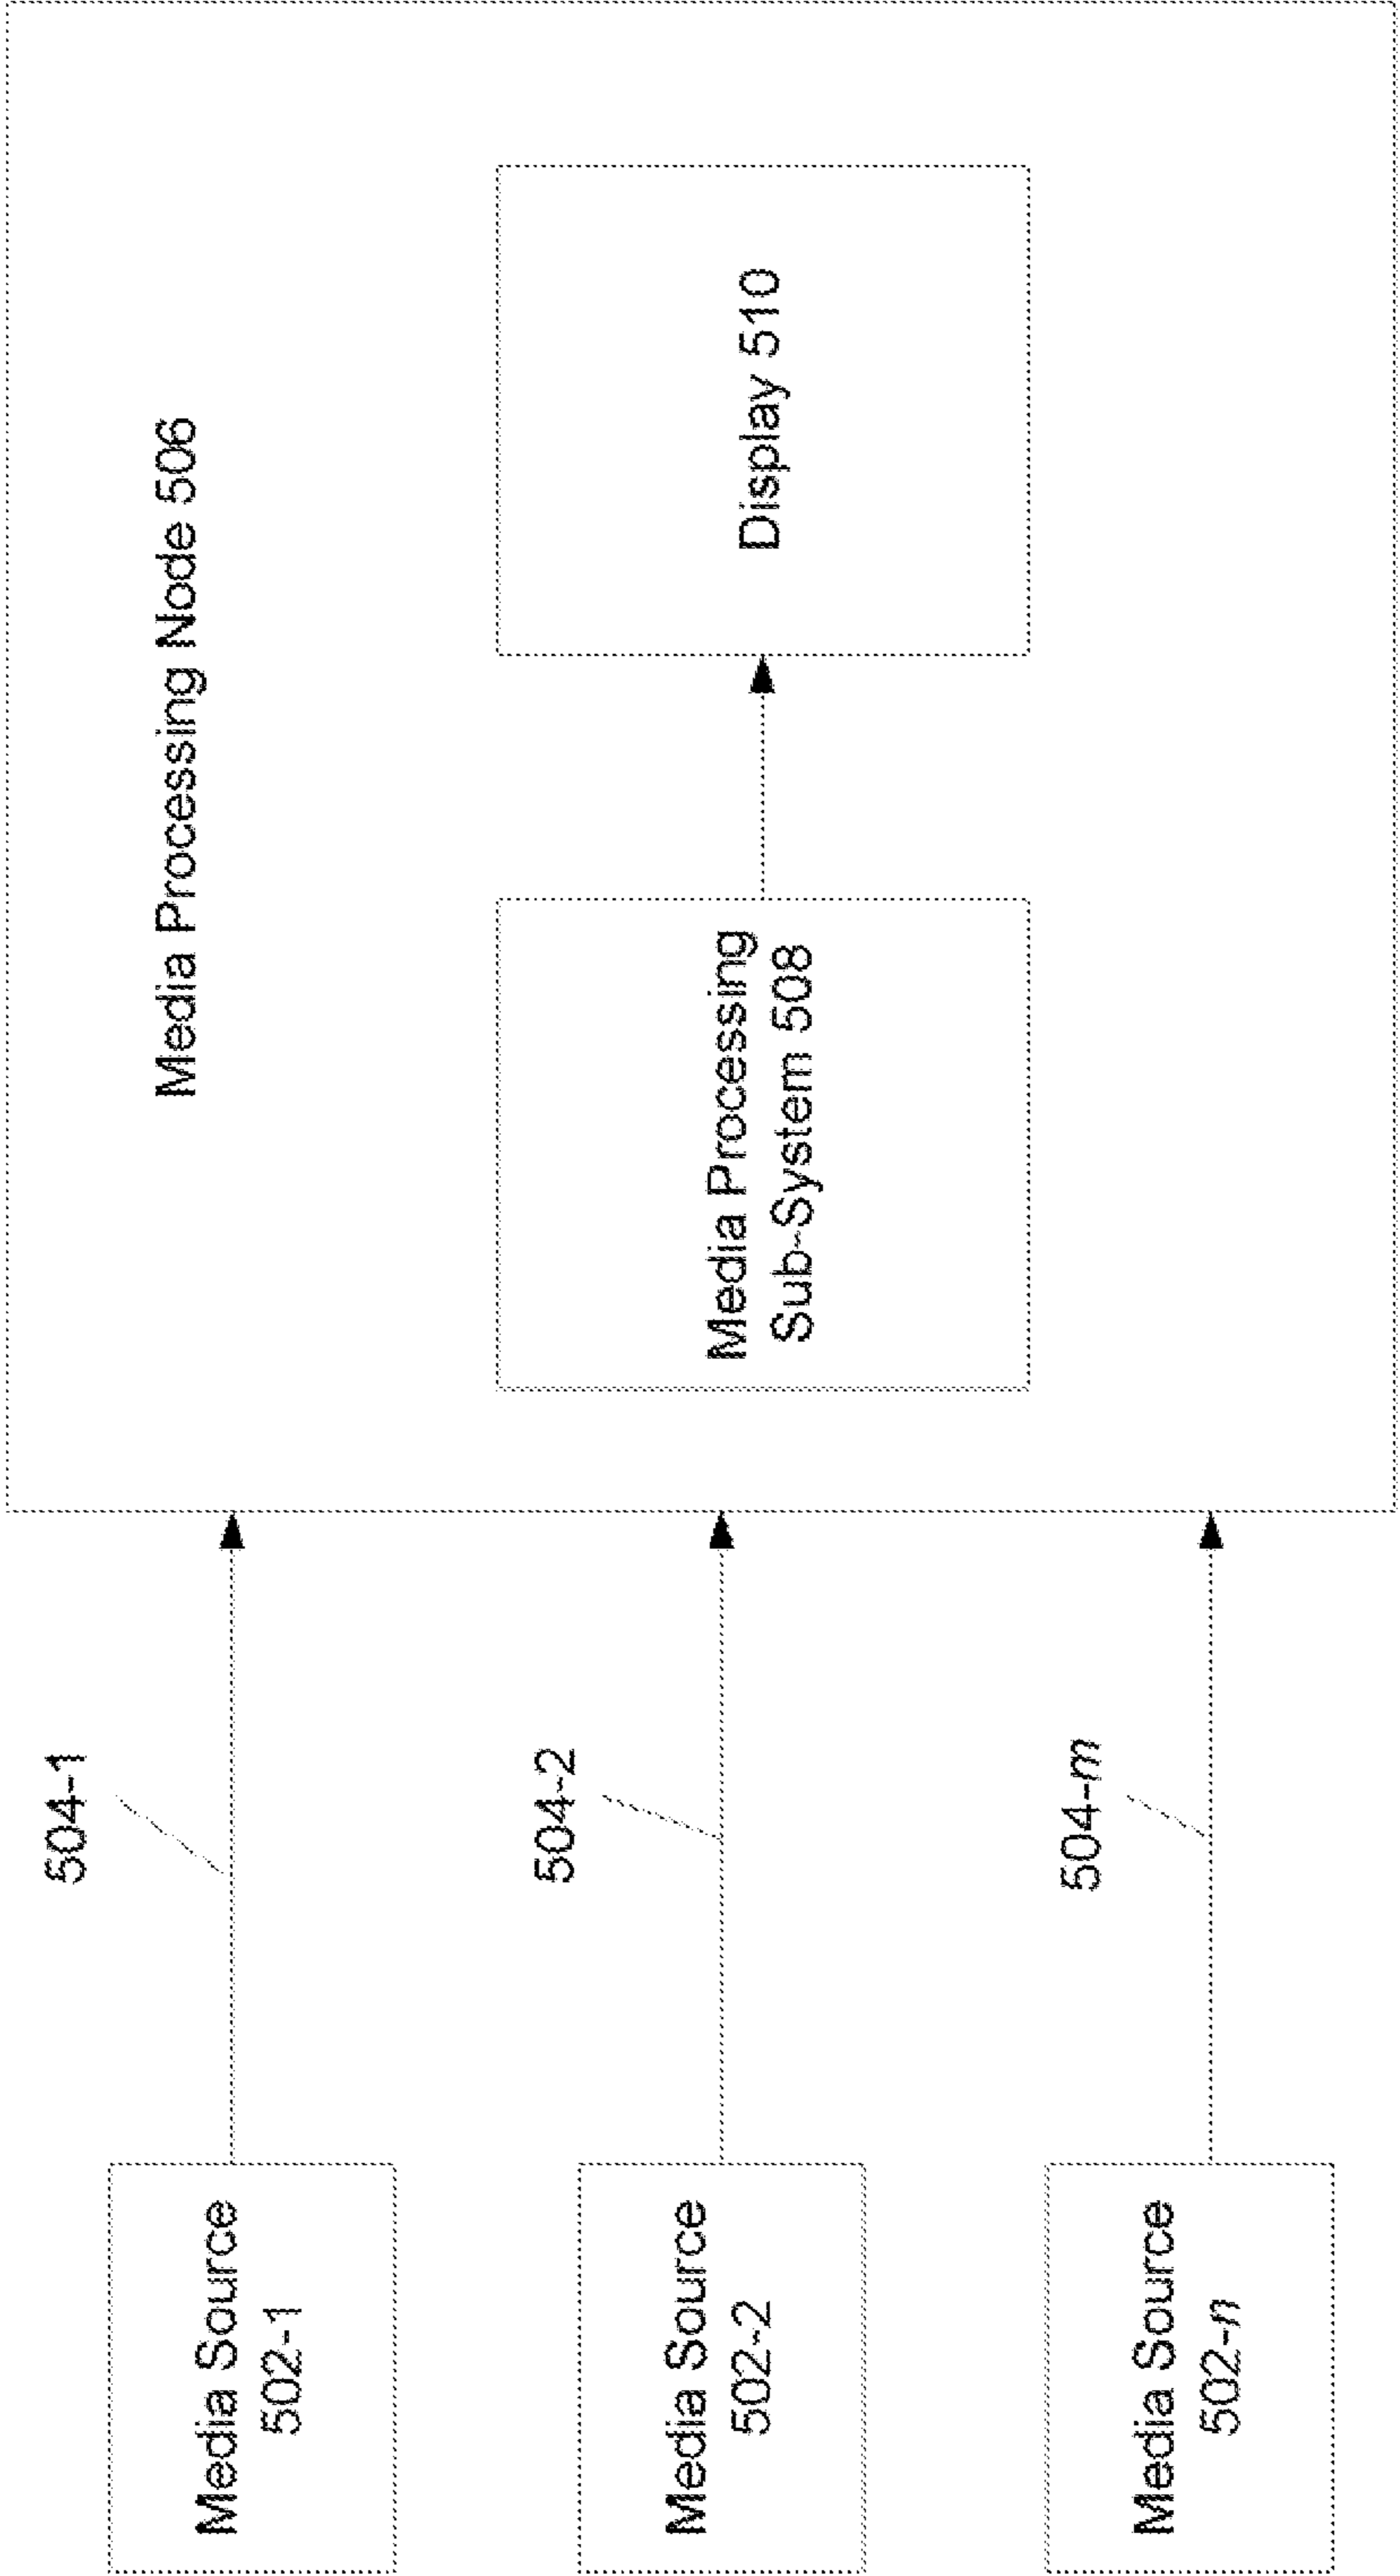 Media Source
502-1
504-1
Media Source
502-2
504-2
Media Source
502-n
504-m
Media Processing Node 506
Media Processing
Sub-System 508
Display 510